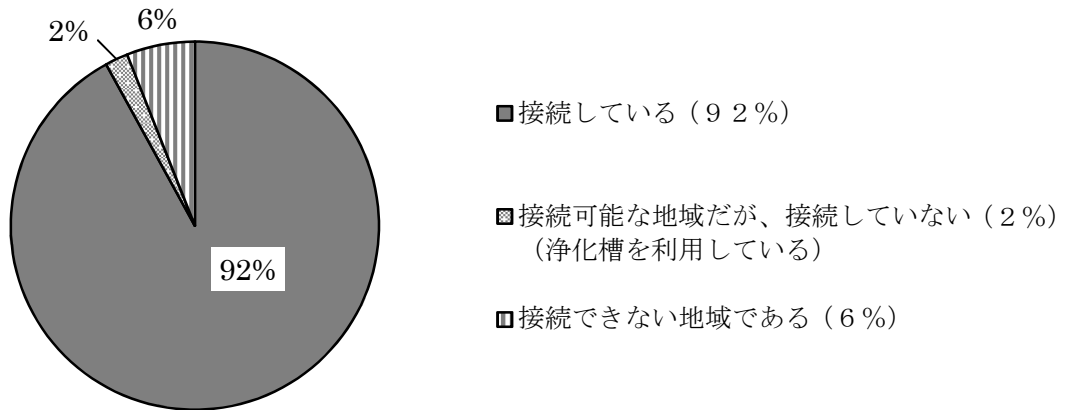 6%
2%
92%
接続している（９２%）
接続可能な地域だが、接続していない（２%）
（浄化槽を利用している）
接続できない地域である（６%）